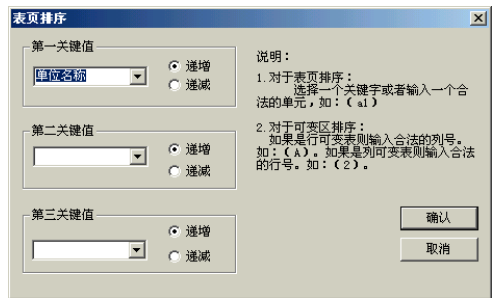 表页排序
第一关键值
单位名称
递增
递减
第二关键值
递增
递减
第三关键值
递增
递减
说明：
1.对于表页排序：
选择一个关键字或者输入一个合
法的单元，如：（a1）
2.对于可变区排序：
如果是行可变表则输入合法的列号。
如：（A）。如果是列可变表则输入合法
的行号。如：（2）。
确认
取消